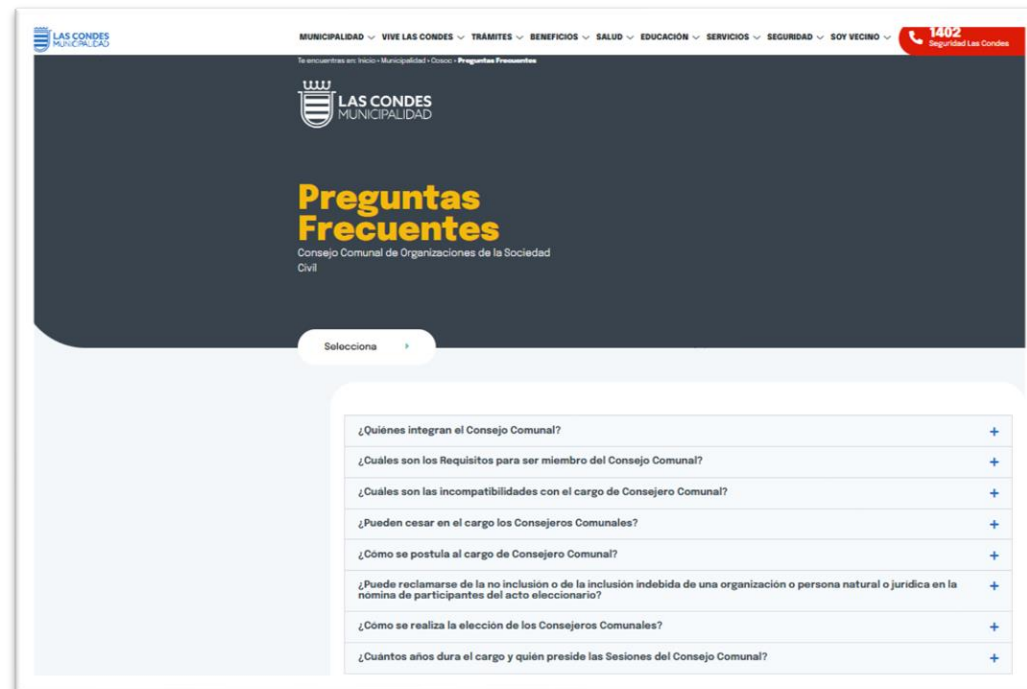 LAS CONDES
MUNICIPALIDAD
MUNICIPALIDAD VIVE LAS CONDES TRÁMITES BENEFICIOS SALUD EDUCACIÓN SERVICIOS SEGURIDAD SOY VECINO
1402
Seguridad Las Condes
Te encuentras en: Inicio • Municipalidad • Cosoc • Preguntas Frecuentes
LAS CONDES
MUNICIPALIDAD
Preguntas
Frecuentes
Consejo Comunal de Organizaciones de la Sociedad
Civil
Selecciona
¿Quiénes integran el Consejo Comunal?
¿Cuáles son los Requisitos para ser miembro del Consejo Comunal?
¿Cuáles son las incompatibilidades con el cargo de Consejero Comunal?
¿Pueden cesar en el cargo los Consejeros Comunales?
¿Cómo se postula al cargo de Consejero Comunal?
¿Puede reclamarse de la no inclusión o de la inclusión indebida de una organización o persona natural o jurídica en la
nómina de participantes del acto eleccionario?
¿Cómo se realiza la elección de los Consejeros Comunales?
¿Cuántos años dura el cargo y quién preside las Sesiones del Consejo Comunal?